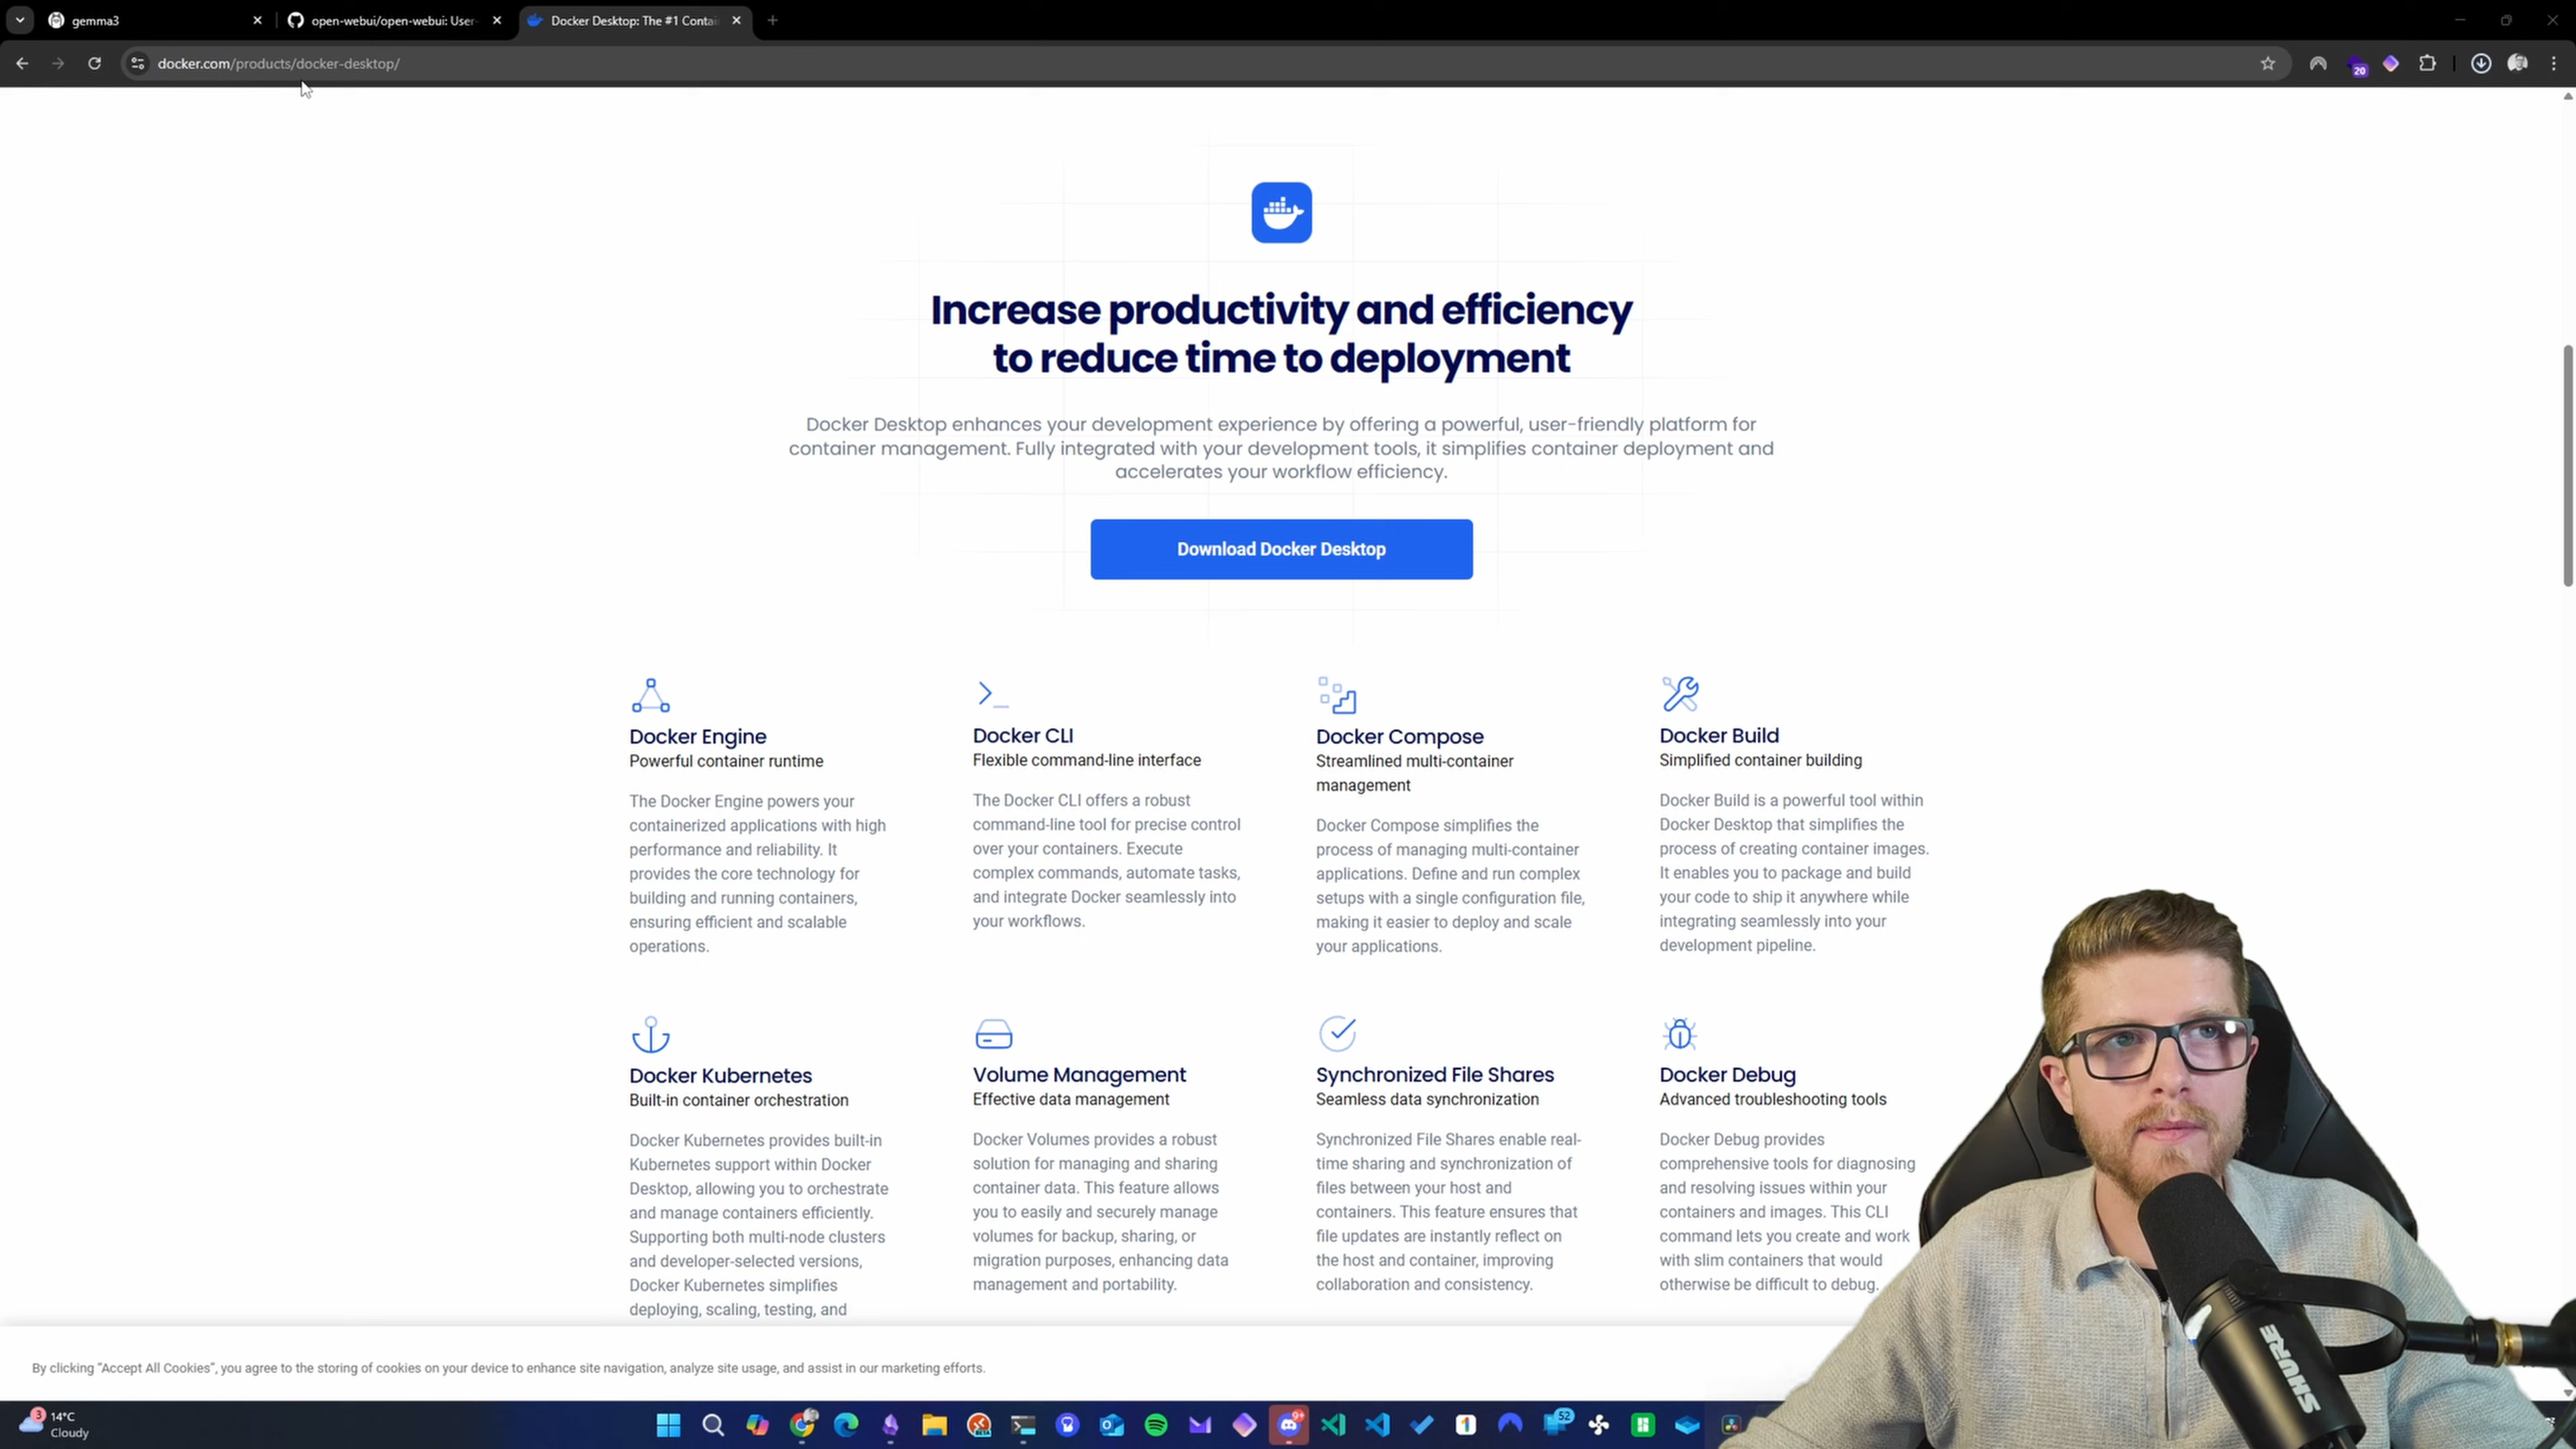 gemma3
open-webui/open-webui: User-
Docker Desktop: The #1 Contai
docker.com/products/docker-desktop/
20
Increase productivity and efficiency
to reduce time to deployment
Docker Desktop enhances your development experience by offering a powerful, user-friendly platform for
container management. Fully integrated with your development tools, it simplifies container deployment and
accelerates your workflow efficiency.
Download Docker Desktop
Docker Engine
Powerful container runtime
The Docker Engine powers your
containerized applications with high
performance and reliability. It
provides the core technology for
building and running containers,
ensuring efficient and scalable
operations.
Docker CLI
Flexible command-line interface
The Docker CLI offers a robust
command-line tool for precise control
over your containers. Execute
complex commands, automate tasks,
and integrate Docker seamlessly into
your workflows.
Docker Compose
Streamlined multi-container
management
Docker Compose simplifies the
process of managing multi-container
applications. Define and run complex
setups with a single configuration file,
making it easier to deploy and scale
your applications.
Docker Build
Simplified container building
Docker Build is a powerful tool within
Docker Desktop that simplifies the
process of creating container images.
It enables you to package and build
your code to ship it anywhere while
integrating seamlessly into your
development pipeline.
Docker Kubernetes
Built-in container orchestration
Docker Kubernetes provides built-in
Kubernetes support within Docker
Desktop, allowing you to orchestrate
and manage containers efficiently.
Supporting both multi-node clusters
and developer-selected versions,
Docker Kubernetes simplifies
deploying, scaling, testing, and
Volume Management
Effective data management
Docker Volumes provides a robust
solution for managing and sharing
container data. This feature allows
you to easily and securely manage
volumes for backup, sharing, or
migration purposes, enhancing data
management and portability.
Synchronized File Shares
Seamless data synchronization
Synchronized File Shares enable real-
time sharing and synchronization of
files between your host and
containers. This feature ensures that
file updates are instantly reflect on
the host and container, improving
collaboration and consistency.
Docker Debug
Advanced troubleshooting tools
Docker Debug provides
comprehensive tools for diagnosing
and resolving issues within your
containers and images. This CLI
command lets you create and work
with slim containers that would
otherwise be difficult to debug.
By clicking "Accept All Cookies", you agree to the storing of cookies on your device to enhance site navigation, analyze site usage, and assist in our marketing efforts.
3
14°C
Cloudy
9+
52
SHURE